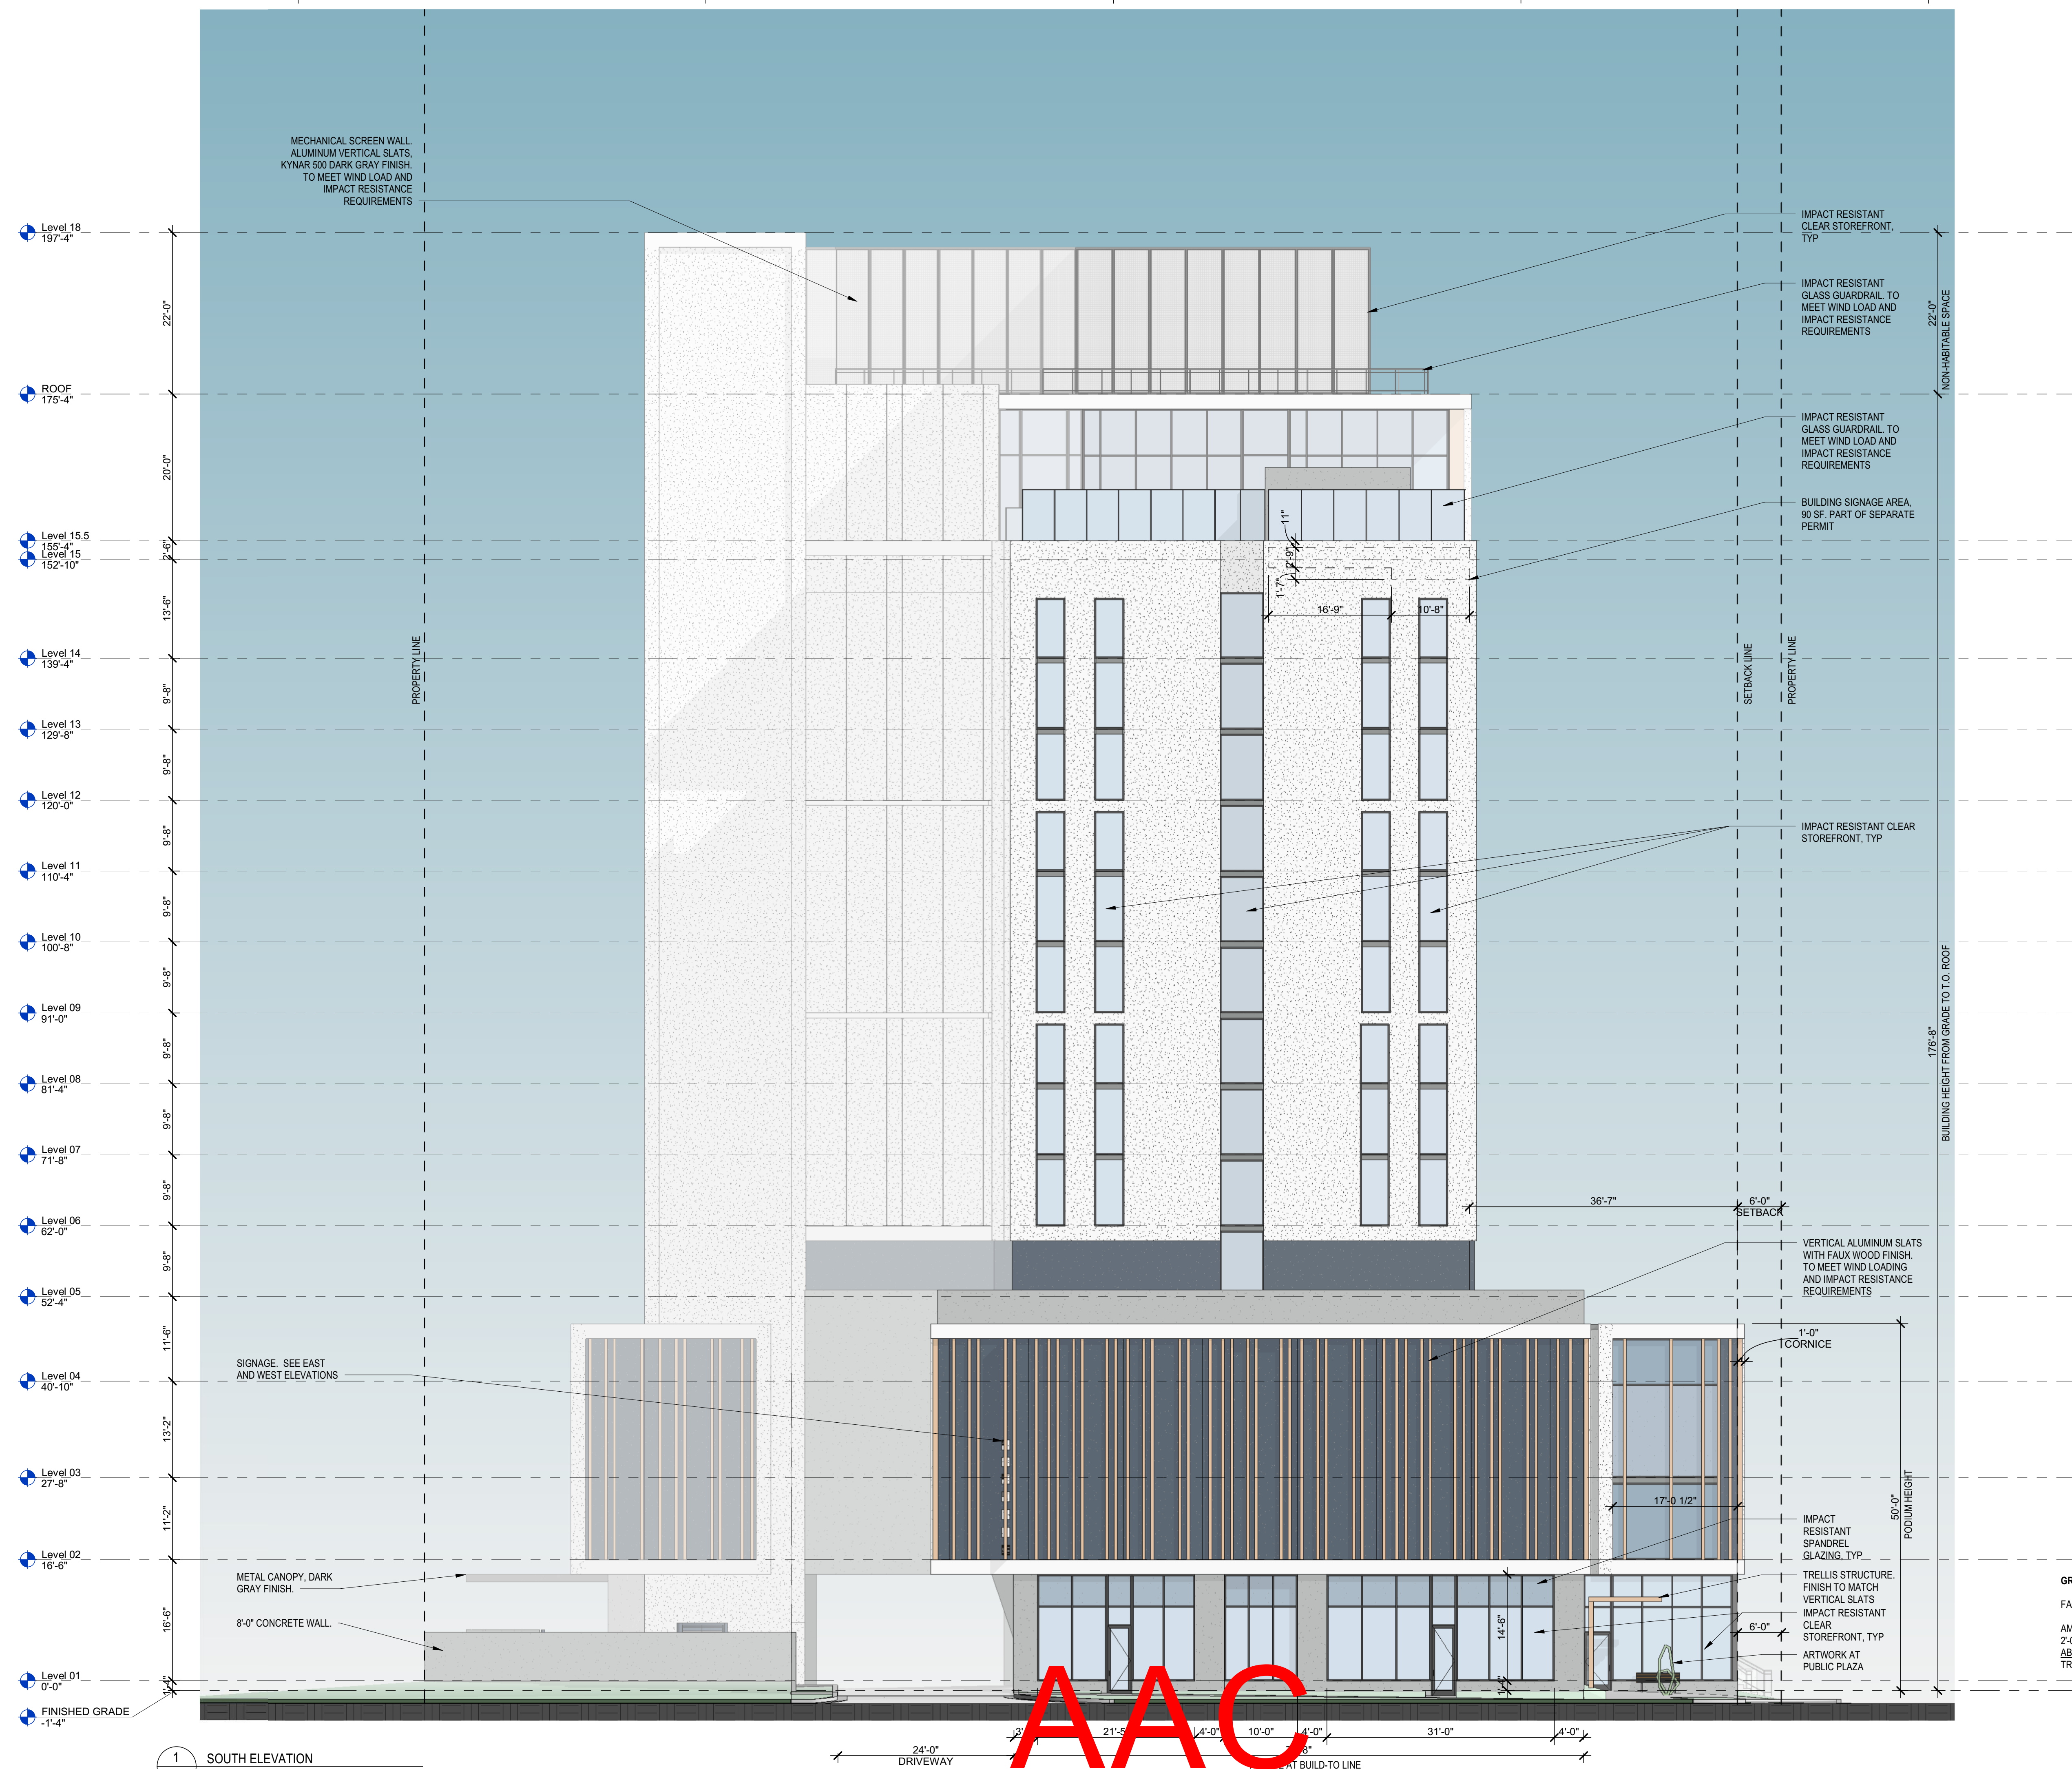 MECHANICAL SCREEN WALL.
ALUMINUM VERTICAL SLATS,
KYNAR 500 DARK GRAY FINISH.
TO MEET WIND LOAD AND
IMPACT RESISTANCE
REQUIREMENTS
Level 18
197'-4"
22'-0"
ROOF
175'-4"
20'-0"
Level 15.5
155'-4"
2'-6"
Level 15
152'-10"
13'-6"
Level 14
139'-4"
9'-8"
Level 13
129'-8"
9'-8"
Level 12
120'-0"
9'-8"
Level 11
110'-4"
9'-8"
Level 10
100'-8"
9'-8"
Level 09
91'-0"
9'-8"
Level 08
81'-4"
9'-8"
Level 07
71'-8"
9'-8"
Level 06
62'-0"
9'-8"
Level 05
52'-4"
11'-6"
Level 04
40'-10"
13'-2"
Level 03
27'-8"
11'-2"
Level 02
16'-6"
16'-6"
Level 01
0'-0"
1'-4"
FINISHED GRADE
-1'-4"
PROPERTY LINE
SIGNAGE. SEE EAST
AND WEST ELEVATIONS
METAL CANOPY, DARK
GRAY FINISH.
8'-0" CONCRETE WALL.
11"
2'-9"
1'-7"
16'-9"
10'-8"
IMPACT RESISTANT
CLEAR STOREFRONT,
TYP
IMPACT RESISTANT
GLASS GUARDRAIL. TO
MEET WIND LOAD AND
IMPACT RESISTANCE
REQUIREMENTS
22'-0"
NON-HABITABLE SPACE
IMPACT RESISTANT
GLASS GUARDRAIL. TO
MEET WIND LOAD AND
IMPACT RESISTANCE
REQUIREMENTS
BUILDING SIGNAGE AREA,
90 SF. PART OF SEPARATE
PERMIT
SETBACK LINE
PROPERTY LINE
IMPACT RESISTANT CLEAR
STOREFRONT, TYP
176'-8"
BUILDING HEIGHT FROM GRADE TO T.O. ROOF
36'-7"
6'-0"
SETBACK
VERTICAL ALUMINUM SLATS
WITH FAUX WOOD FINISH.
TO MEET WIND LOADING
AND IMPACT RESISTANCE
REQUIREMENTS
1'-0"
CORNICE
17'-0 1/2"
50'-0"
PODIUM HEIGHT
IMPACT
RESISTANT
SPANDREL
GLAZING, TYP
TRELLIS STRUCTURE.
FINISH TO MATCH
VERTICAL SLATS
IMPACT RESISTANT
CLEAR
STOREFRONT, TYP
6'-0"
ARTWORK AT
PUBLIC PLAZA
14'-6"
GR
FA
AM
AB
TR
3'
4'-0"
10'-0"
4'-0"
31'-0"
4'-0"
24'-0"
DRIVEWAY
AT BUILD-TO LINE
AAC
1
SOUTH ELEVATION